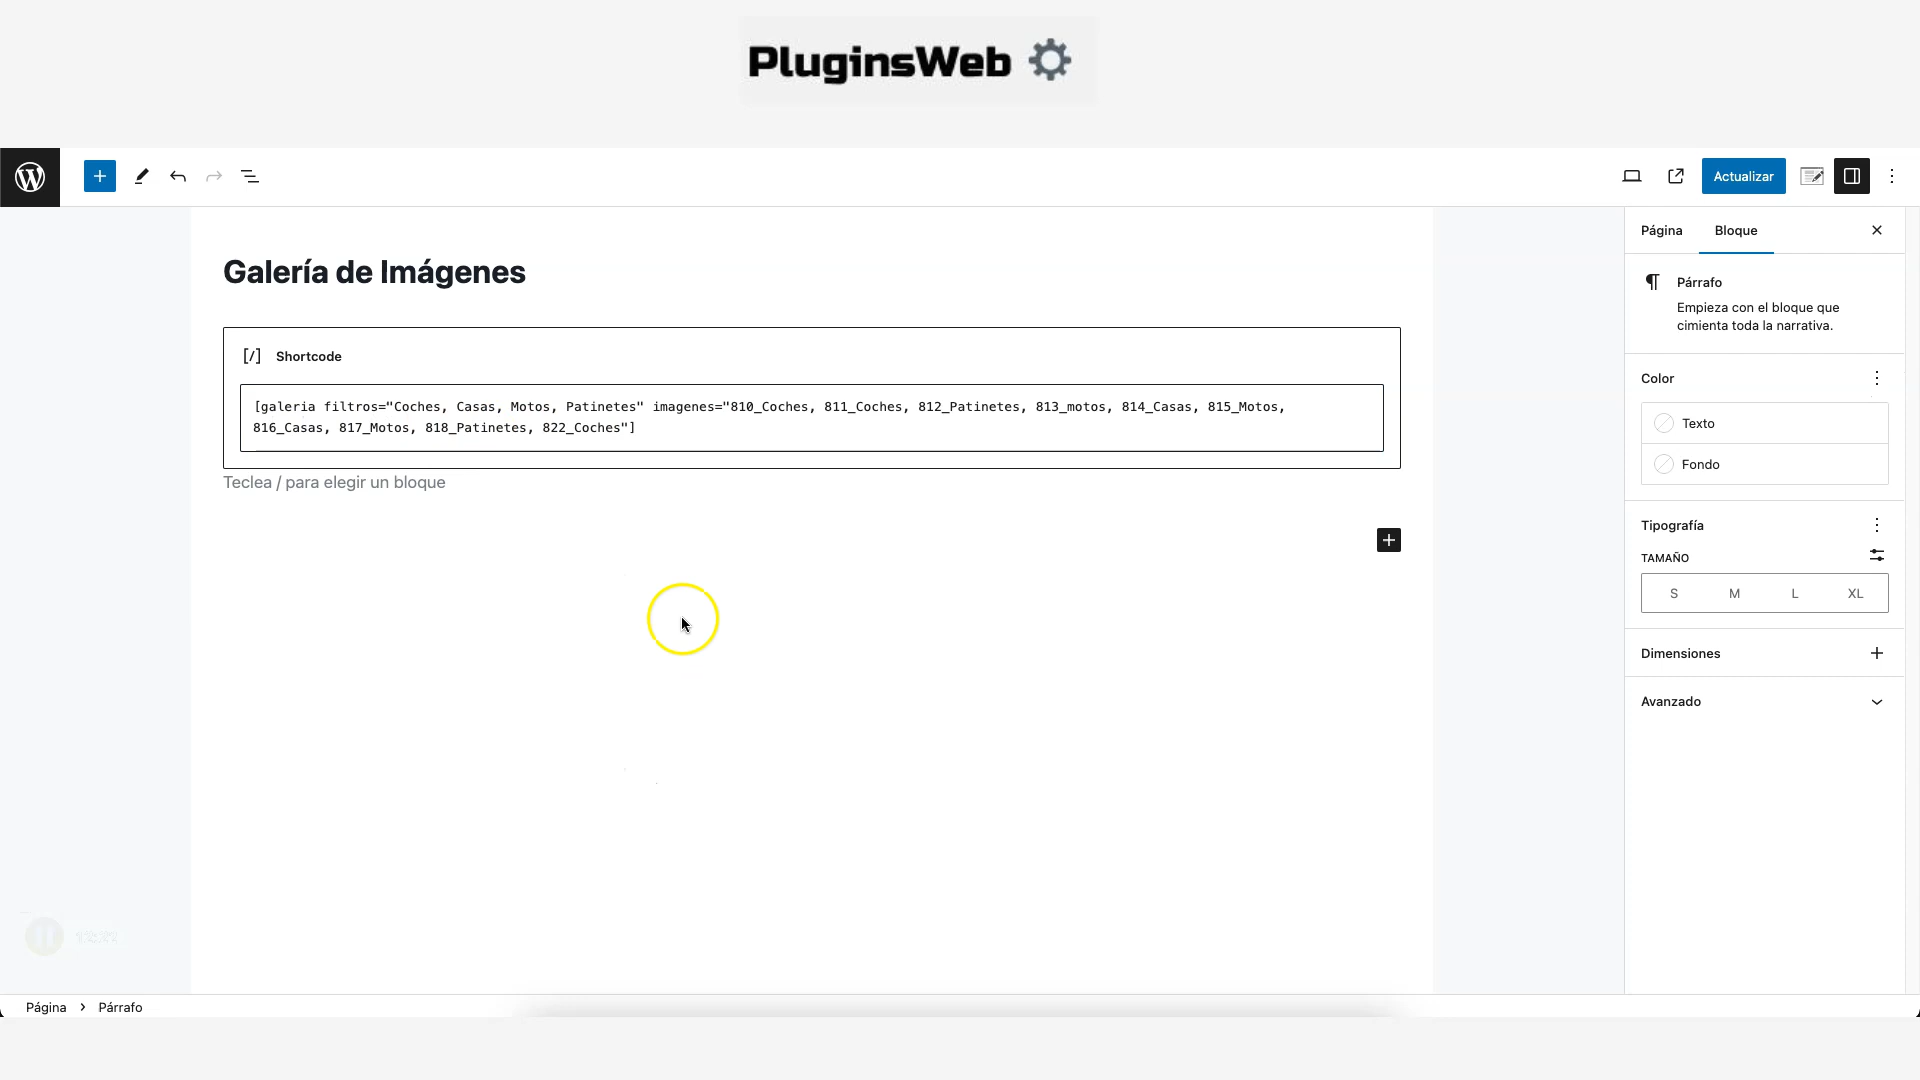 PluginsWeb
Actualizar
Galería de Imágenes
[/] Shortcode
[galeria filtros="Coches, Casas, Motos, Patinetes" imagenes="810_Coches, 811_Coches, 812_Patinetes, 813_motos, 814_Casas, 815_Motos,
816_Casas, 817_Motos, 818_Patinetes, 822_Coches"]
Teclea / para elegir un bloque
Página Bloque
Párrafo
Empieza con el bloque que
cimienta toda la narrativa.
Color
Texto
Fondo
Tipografía
TAMAÑO
S M L XL
Dimensiones
Avanzado
Página > Párrafo